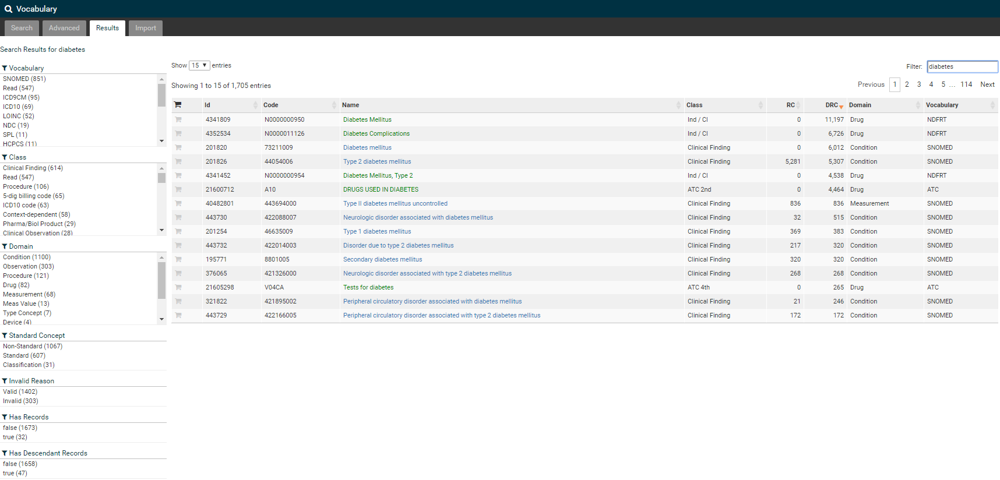 Vocabulary
Search Advanced Results Import
Search Results for diabetes
Vocabulary
SNOMED (851)
Read (547)
ICD9CM (95)
ICD10 (69)
LOINC (52)
NDC (19)
SPL (11)
HCPCS (11)
Class
Clinical Finding (614)
Read (547)
Procedure (106)
5-dig billing code (65)
ICD10 code (63)
Context-dependent (58)
Pharma/Biol Product (29)
Clinical Observation (28)
Domain
Condition (1100)
Observation (303)
Procedure (121)
Drug (82)
Measurement (68)
Meas Value (13)
Type Concept (7)
Device (4)
Standard Concept
Non-Standard (1067)
Standard (607)
Classification (31)
Invalid Reason
Valid (1402)
Invalid (303)
Has Records
false (1673)
true (32)
Has Descendant Records
false (1658)
true (47)
Show 15 entries
Filter: diabetes
Showing 1 to 15 of 1,705 entries
Previous 1 2 3 4 5 ... 114 Next
Id Code Name Class RC DRC Domain Vocabulary
4341809 N0000000950 Diabetes Mellitus Ind / CI 0 11,197 Drug NDFRT
4352534 N0000011126 Diabetes Complications Ind / CI 0 6,726 Drug NDFRT
201820 73211009 Diabetes mellitus Clinical Finding 0 6,012 Condition SNOMED
201826 44054006 Type 2 diabetes mellitus Clinical Finding 5,281 5,307 Condition SNOMED
4341452 N0000000954 Diabetes Mellitus, Type 2 Ind / CI 0 4,538 Drug NDFRT
21600712 A10 DRUGS USED IN DIABETES ATC 2nd 0 4,464 Drug ATC
40482801 443694000 Type II diabetes mellitus uncontrolled Clinical Finding 836 836 Measurement SNOMED
443730 422088007 Neurologic disorder associated with diabetes mellitus Clinical Finding 32 515 Condition SNOMED
201254 46635009 Type 1 diabetes mellitus Clinical Finding 369 383 Condition SNOMED
443732 422014003 Disorder due to type 2 diabetes mellitus Clinical Finding 217 320 Condition SNOMED
195771 8801005 Secondary diabetes mellitus Clinical Finding 320 320 Condition SNOMED
376065 421326000 Neurologic disorder associated with type 2 diabetes mellitus Clinical Finding 268 268 Condition SNOMED
21605298 V04CA Tests for diabetes ATC 4th 0 265 Drug ATC
321822 421895002 Peripheral circulatory disorder associated with diabetes mellitus Clinical Finding 21 246 Condition SNOMED
443729 422166005 Peripheral circulatory disorder associated with type 2 diabetes mellitus Clinical Finding 172 172 Condition SNOMED